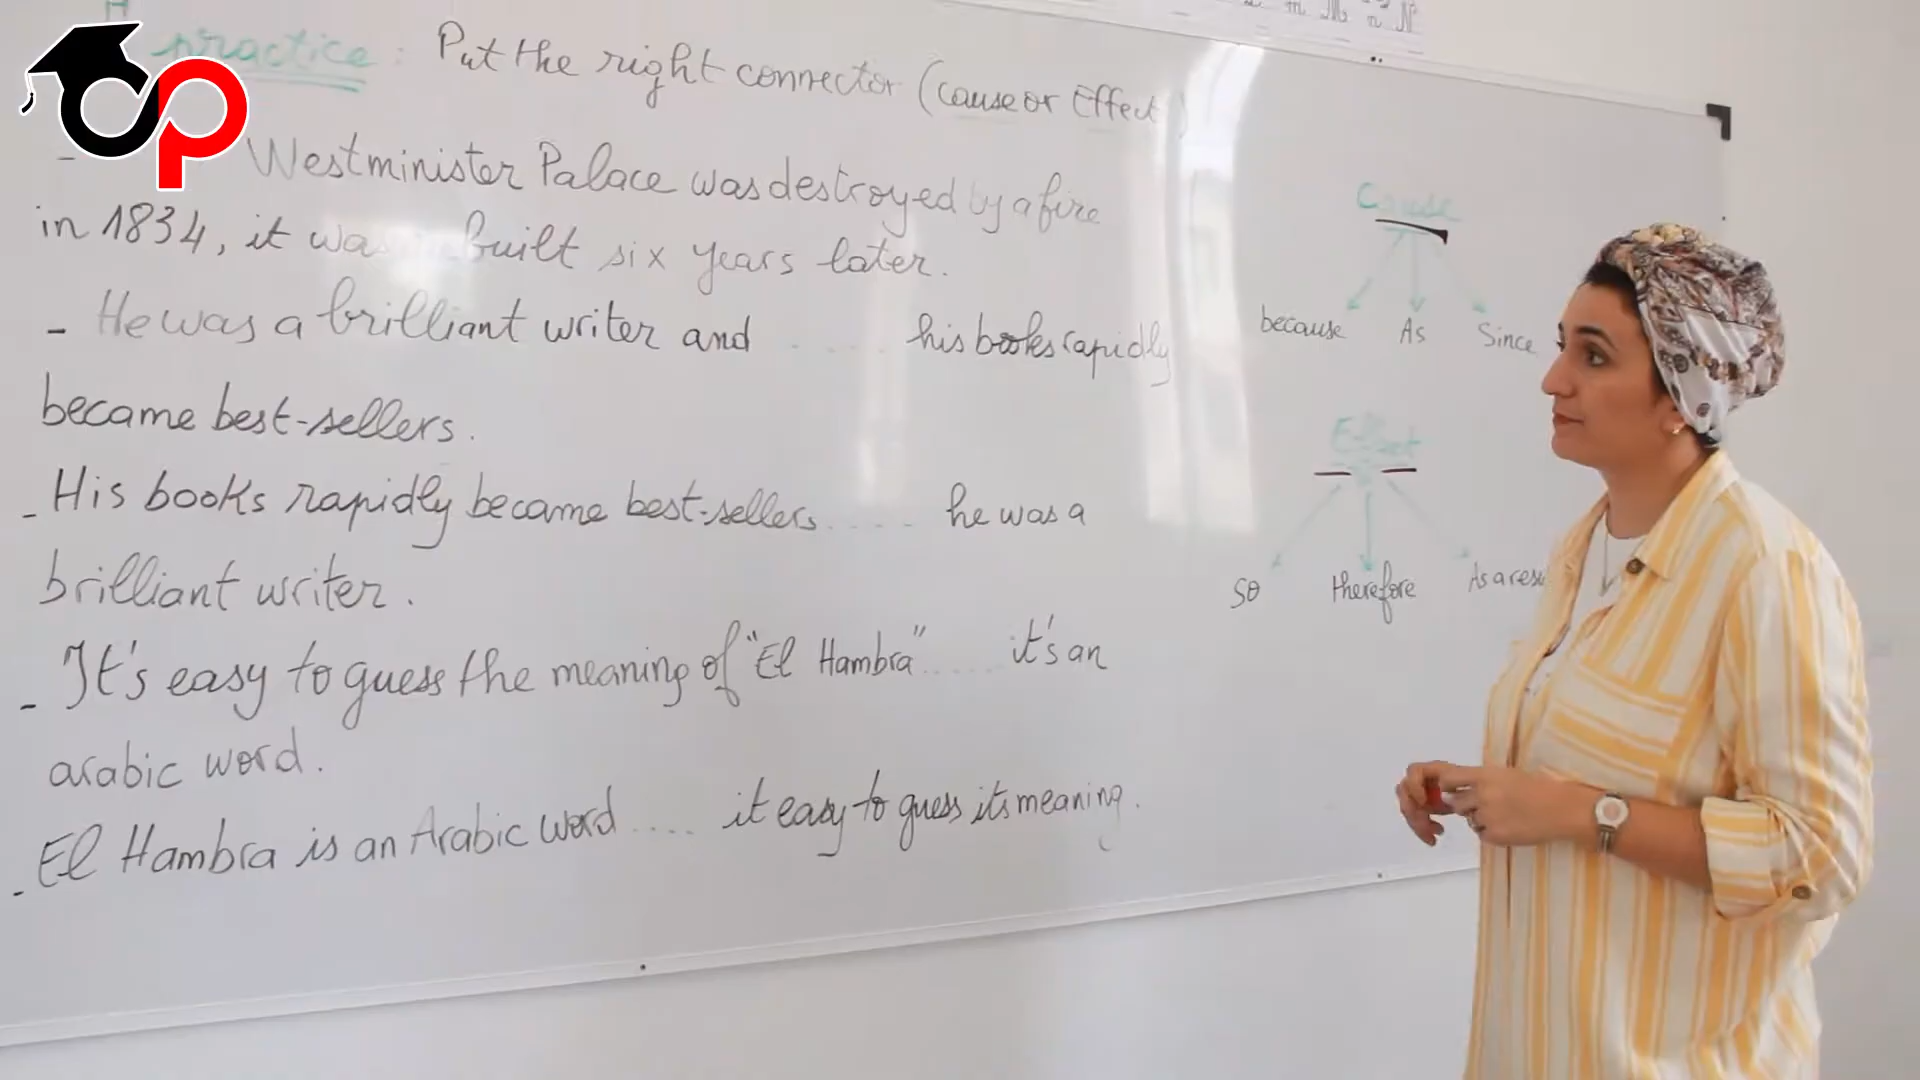 practice : Put the right connector (cause or Effect)
- Westminister Palace was destroyed by a fire
in 1834, it was rebuilt six years later.
- He was a brilliant writer and ..... his books rapidly
became best-sellers.
- His books rapidly became best-sellers ..... he was a
brilliant writer.
- It's easy to guess the meaning of "El Hambra" ..... it's an
arabic word.
- El Hambra is an Arabic word .... it easy to guess its meaning.
Cause
because As Since
Effect
so therefore As a